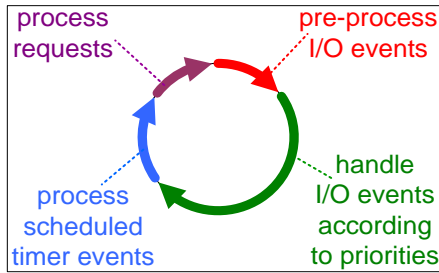 process
requests
pre-process
I/O events
handle
I/O events
according
to priorities
process
scheduled
timer events